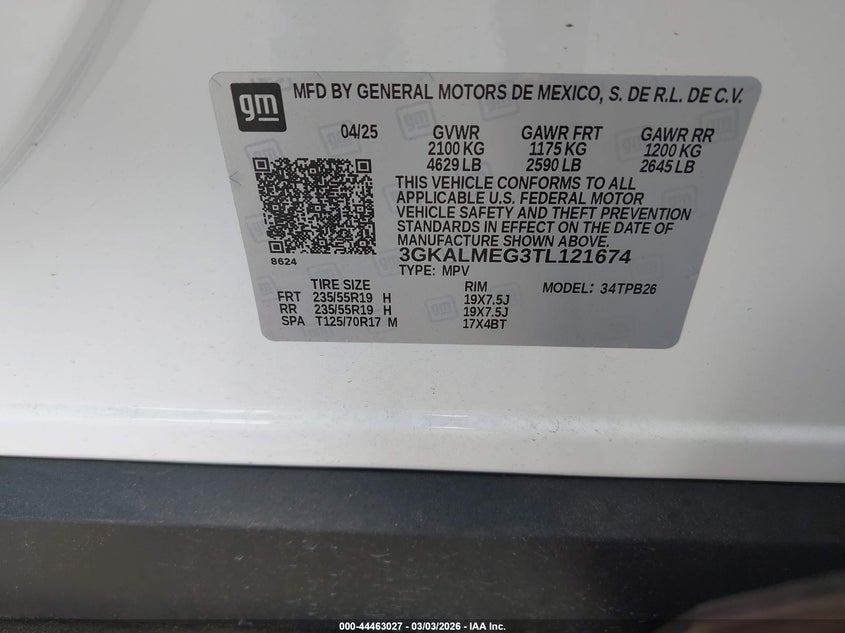 gm MFD BY GENERAL MOTORS DE MEXICO, S. DE R.L. DE C.V.
04/25 GVWR GAWR FRT GAWR RR
2100 KG 1175 KG 1200 KG
4629 LB 2590 LB 2645 LB
THIS VEHICLE CONFORMS TO ALL
APPLICABLE U.S. FEDERAL MOTOR
VEHICLE SAFETY AND THEFT PREVENTION
STANDARDS IN EFFECT ON THE DATE OF
MANUFACTURE SHOWN ABOVE.
8624 3GKALMEG3TL121674
TYPE: MPV
TIRE SIZE RIM MODEL: 34TPB26
FRT 235/55R19 H 19X7.5J
RR 235/55R19 H 19X7.5J
SPA T125/70R17 M 17X4BT
000-44463027 - 03/03/2026 - IAA Inc.